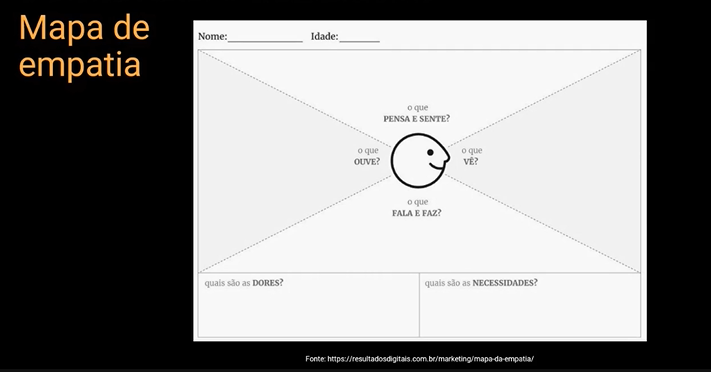 Mapa de
empatia
Nome:_______________ Idade:________
o que
PENSA E SENTE?
o que
OUVE?
o que
VÊ?
o que
FALA E FAZ?
quais são as DORES?
quais são as NECESSIDADES?
Fonte: https://resultadosdigitais.com.br/marketing/mapa-da-empatia/